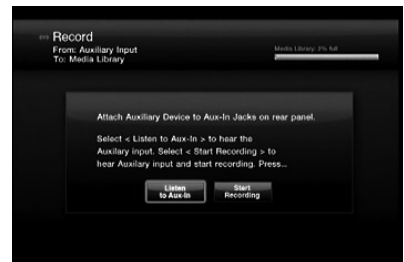 Record
From: Auxiliary Input
To: Media Library
Media Library: 3% full
Attach Auxiliary Device to Aux-In Jacks on rear panel.
Select < Listen to Aux-In > to hear the
Auxilary input. Select < Start Recording > to
hear Auxilary input and start recording. Press...
Listen
to Aux-In
Start
Recording